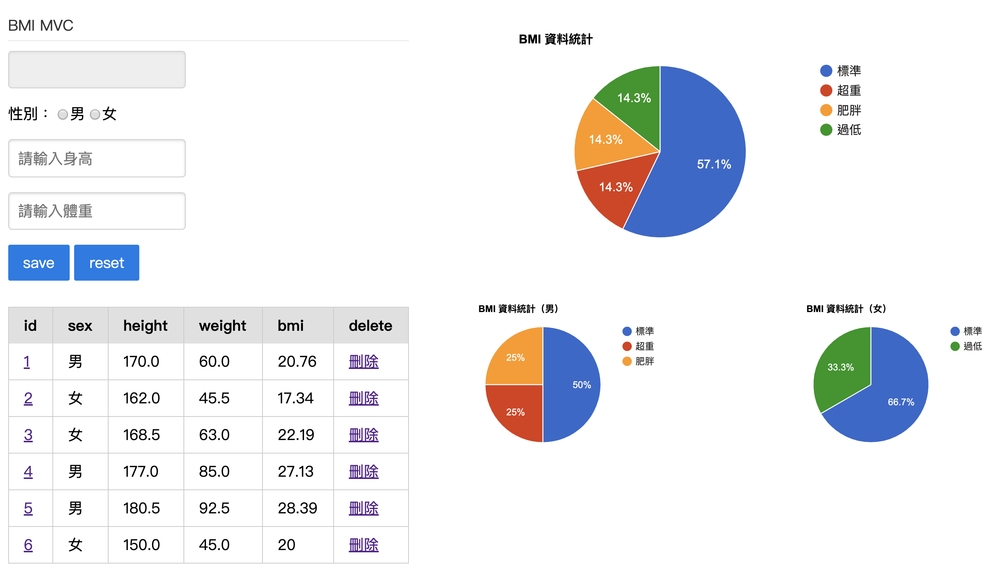 BMI MVC
性別： 男 女
請輸入身高
請輸入體重
save reset
id sex height weight bmi delete
1 男 170.0 60.0 20.76 刪除
2 女 162.0 45.5 17.34 刪除
3 女 168.5 63.0 22.19 刪除
4 男 177.0 85.0 27.13 刪除
5 男 180.5 92.5 28.39 刪除
6 女 150.0 45.0 20 刪除
BMI 資料統計
14.3%
14.3%
14.3%
57.1%
標準
超重
肥胖
過低
BMI 資料統計（男）
25%
50%
25%
標準
超重
肥胖
BMI 資料統計（女）
33.3%
66.7%
標準
過低